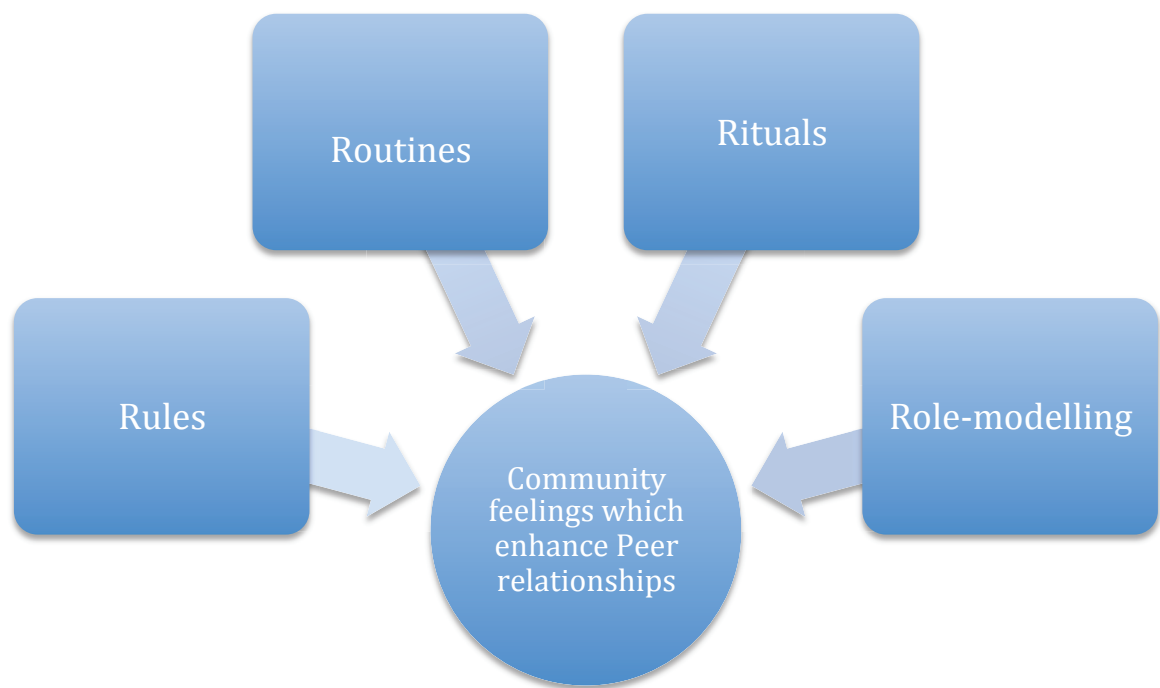 Routines
Rituals
Rules
Role-modelling
Community
feelings which
enhance Peer
relationships